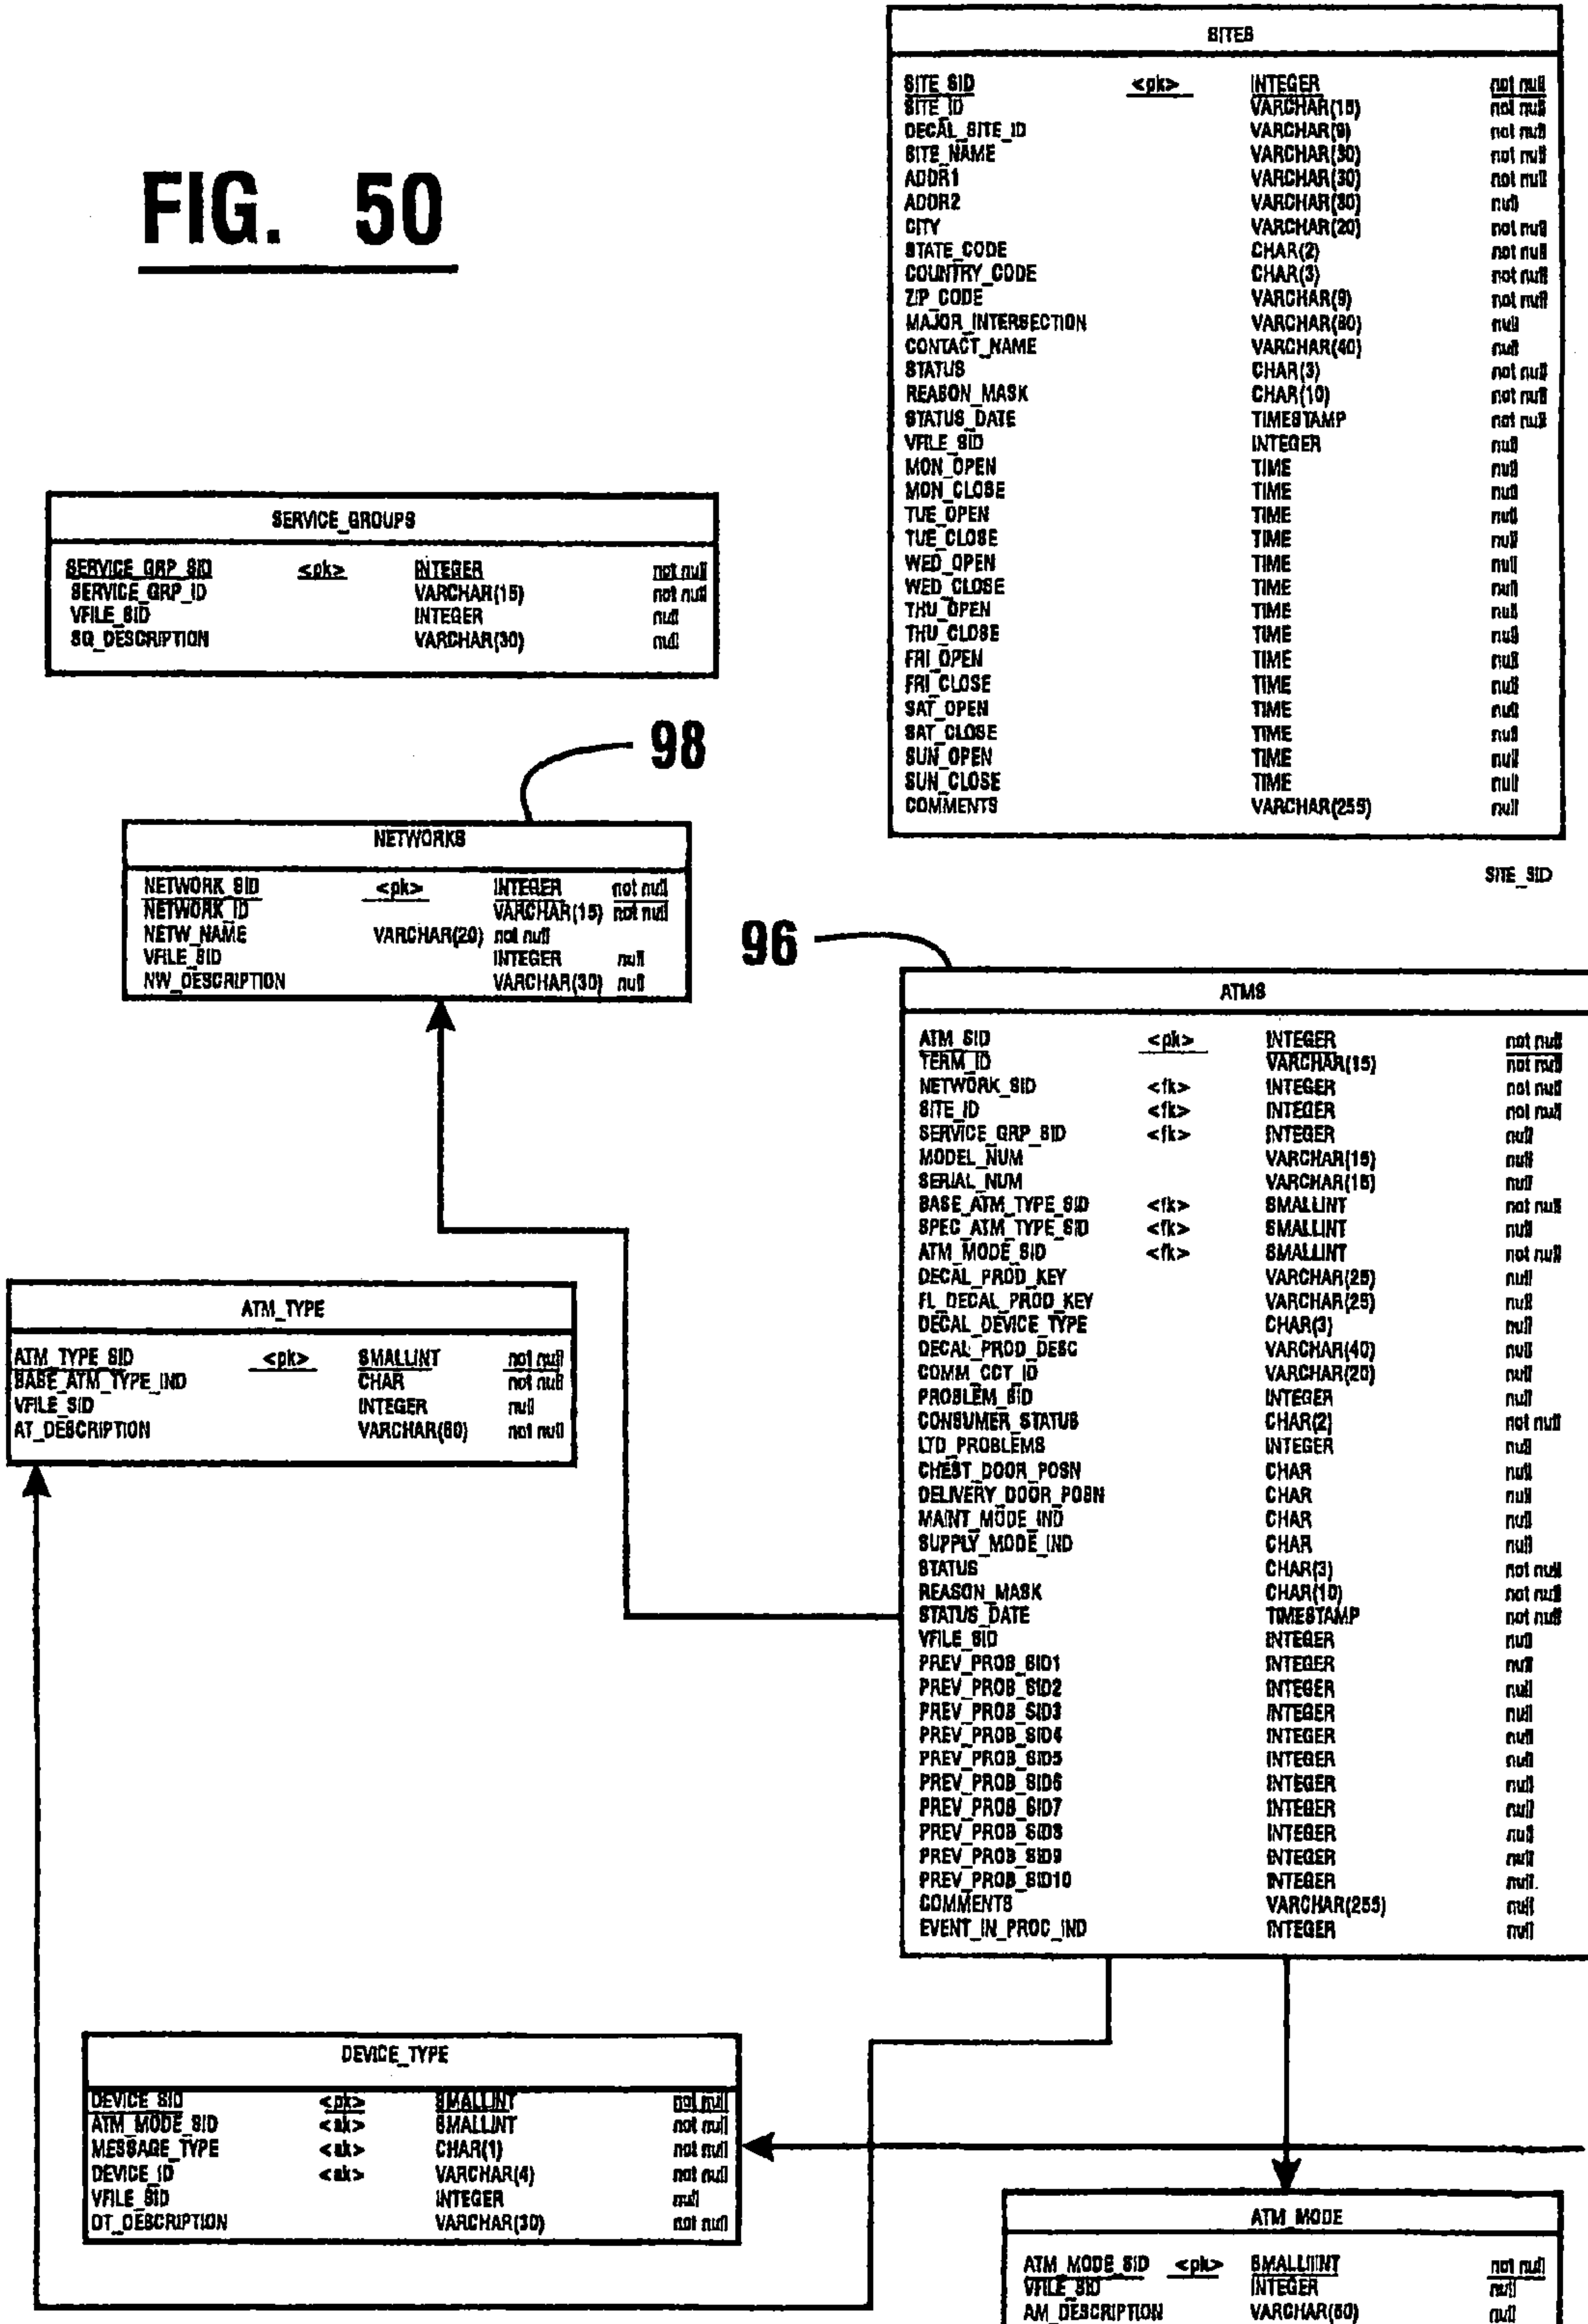 FIG. 50
SITES
SITE_SID <pk> INTEGER not null
SITE_ID VARCHAR(15) not null
DECAL_SITE_ID VARCHAR(9) not null
SITE_NAME VARCHAR(30) not null
ADDR1 VARCHAR(30) not null
ADDR2 VARCHAR(30) null
CITY VARCHAR(20) not null
STATE_CODE CHAR(2) not null
COUNTRY_CODE CHAR(3) not null
ZIP_CODE VARCHAR(9) not null
MAJOR_INTERSECTION VARCHAR(80) null
CONTACT_NAME VARCHAR(40) null
STATUS CHAR(3) not null
REASON_MASK CHAR(10) not null
STATUS_DATE TIMESTAMP not null
VFILE_SID INTEGER null
MON_OPEN TIME null
MON_CLOSE TIME null
TUE_OPEN TIME null
TUE_CLOSE TIME null
WED_OPEN TIME null
WED_CLOSE TIME null
THU_OPEN TIME null
THU_CLOSE TIME null
FRI_OPEN TIME null
FRI_CLOSE TIME null
SAT_OPEN TIME null
SAT_CLOSE TIME null
SUN_OPEN TIME null
SUN_CLOSE TIME null
COMMENTS VARCHAR(255) null
SITE_SID
SERVICE_GROUPS
SERVICE_GRP_SID <pk> INTEGER not null
SERVICE_GRP_ID VARCHAR(15) not null
VFILE_SID INTEGER null
SG_DESCRIPTION VARCHAR(30) null
98
NETWORKS
NETWORK_SID <pk> INTEGER not null
NETWORK_ID VARCHAR(15) not null
NETW_NAME VARCHAR(20) not null
VFILE_SID INTEGER null
NW_DESCRIPTION VARCHAR(30) null
96
ATMS
ATM_SID <pk> INTEGER not null
TERM_ID VARCHAR(15) not null
NETWORK_SID <fk> INTEGER not null
SITE_ID <fk> INTEGER not null
SERVICE_GRP_SID <fk> INTEGER null
MODEL_NUM VARCHAR(15) null
SERIAL_NUM VARCHAR(15) null
BASE_ATM_TYPE_SID <fk> SMALLINT not null
SPEC_ATM_TYPE_SID <fk> SMALLINT null
ATM_MODE_SID <fk> SMALLINT not null
DECAL_PROD_KEY VARCHAR(25) null
FL_DECAL_PROD_KEY VARCHAR(25) null
DECAL_DEVICE_TYPE CHAR(3) null
DECAL_PROD_DESC VARCHAR(40) null
COMM_CCT_ID VARCHAR(20) null
PROBLEM_SID INTEGER null
CONSUMER_STATUS CHAR(2) not null
LTD_PROBLEMS INTEGER null
CHEST_DOOR_POSN CHAR null
DELIVERY_DOOR_POSN CHAR null
MAINT_MODE_IND CHAR null
SUPPLY_MODE_IND CHAR null
STATUS CHAR(3) not null
REASON_MASK CHAR(10) not null
STATUS_DATE TIMESTAMP not null
VFILE_SID INTEGER null
PREV_PROB_SID1 INTEGER null
PREV_PROB_SID2 INTEGER null
PREV_PROB_SID3 INTEGER null
PREV_PROB_SID4 INTEGER null
PREV_PROB_SID5 INTEGER null
PREV_PROB_SID6 INTEGER null
PREV_PROB_SID7 INTEGER null
PREV_PROB_SID8 INTEGER null
PREV_PROB_SID9 INTEGER null
PREV_PROB_SID10 INTEGER null
COMMENTS VARCHAR(255) null
EVENT_IN_PROC_IND INTEGER null
ATM_TYPE
ATM_TYPE_SID <pk> SMALLINT not null
BASE_ATM_TYPE_IND CHAR not null
VFILE_SID INTEGER null
AT_DESCRIPTION VARCHAR(60) not null
DEVICE_TYPE
DEVICE_SID <pk> SMALLINT not null
ATM_MODE_SID <ak> SMALLINT not null
MESSAGE_TYPE <ak> CHAR(1) not null
DEVICE_ID <ak> VARCHAR(4) not null
VFILE_SID INTEGER null
DT_DESCRIPTION VARCHAR(30) not null
ATM_MODE
ATM_MODE_SID <pk> SMALLIINT not null
VFILE_SID INTEGER null
AM_DESCRIPTION VARCHAR(60) null